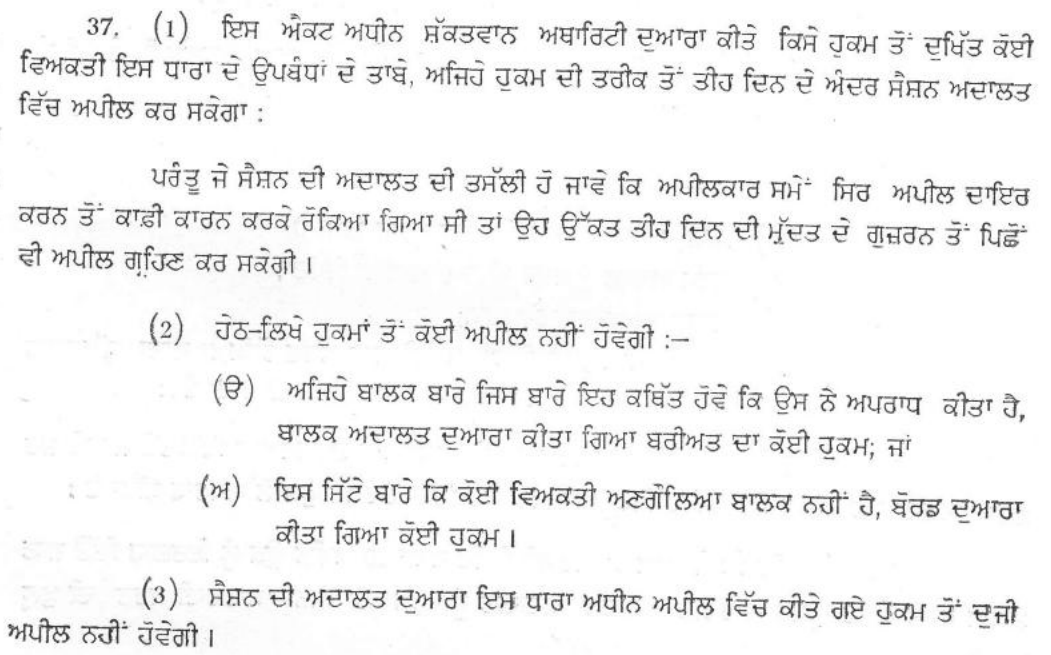 37. (1) ਇਸ ਐਕਟ ਅਧੀਨ ਸ਼ੱਕਤਵਾਨ ਅਥਾਰਿਟੀ ਦੁਆਰਾ ਕੀਤੇ ਕਿਸੇ ਹੁਕਮ ਤੋਂ ਦੁਖਿੱਤ ਕੋਈ
ਵਿਅਕਤੀ ਇਸ ਧਾਰਾ ਦੇ ਉਪਬੰਧਾਂ ਦੇ ਤਾਬੇ, ਅਜਿਹੇ ਹੁਕਮ ਦੀ ਤਰੀਕ ਤੋਂ ਤੀਹ ਦਿਨ ਦੇ ਅੰਦਰ ਸੈਸ਼ਨ ਅਦਾਲਤ
ਵਿੱਚ ਅਪੀਲ ਕਰ ਸਕੇਗਾ :
ਪਰੰਤੂ ਜੇ ਸੈਸ਼ਨ ਦੀ ਅਦਾਲਤ ਦੀ ਤਸੱਲੀ ਹੋ ਜਾਵੇ ਕਿ ਅਪੀਲਕਾਰ ਸਮੇਂ ਸਿਰ ਅਪੀਲ ਦਾਇਰ
ਕਰਨ ਤੋਂ ਕਾਫ਼ੀ ਕਾਰਨ ਕਰਕੇ ਰੋਕਿਆ ਗਿਆ ਸੀ ਤਾਂ ਉਹ ਉੱਕਤ ਤੀਹ ਦਿਨ ਦੀ ਮੁੱਦਤ ਦੇ ਗੁਜ਼ਰਨ ਤੋਂ ਪਿਛੋਂ
ਵੀ ਅਪੀਲ ਗ੍ਰਹਿਣ ਕਰ ਸਕੇਗੀ।
(2) ਹੇਠ-ਲਿਖੇ ਹੁਕਮਾਂ ਤੋਂ ਕੋਈ ਅਪੀਲ ਨਹੀਂ ਹੋਵੇਗੀ :—
(ੳ) ਅਜਿਹੇ ਬਾਲਕ ਬਾਰੇ ਜਿਸ ਬਾਰੇ ਇਹ ਕਥਿੱਤ ਹੋਵੇ ਕਿ ਉਸ ਨੇ ਅਪਰਾਧ ਕੀਤਾ ਹੈ,
ਬਾਲਕ ਅਦਾਲਤ ਦੁਆਰਾ ਕੀਤਾ ਗਿਆ ਬਰੀਅਤ ਦਾ ਕੋਈ ਹੁਕਮ; ਜਾਂ
(ਅ) ਇਸ ਸਿੱਟੇ ਬਾਰੇ ਕਿ ਕੋਈ ਵਿਅਕਤੀ ਅਣਗੌਲਿਆ ਬਾਲਕ ਨਹੀਂ ਹੈ, ਬੋਰਡ ਦੁਆਰਾ
ਕੀਤਾ ਗਿਆ ਕੋਈ ਹੁਕਮ।
(3) ਸੈਸ਼ਨ ਦੀ ਅਦਾਲਤ ਦੁਆਰਾ ਇਸ ਧਾਰਾ ਅਧੀਨ ਅਪੀਲ ਵਿੱਚ ਕੀਤੇ ਗਏ ਹੁਕਮ ਤੋਂ ਦੂਜੀ
ਅਪੀਲ ਨਹੀਂ ਹੋਵੇਗੀ।